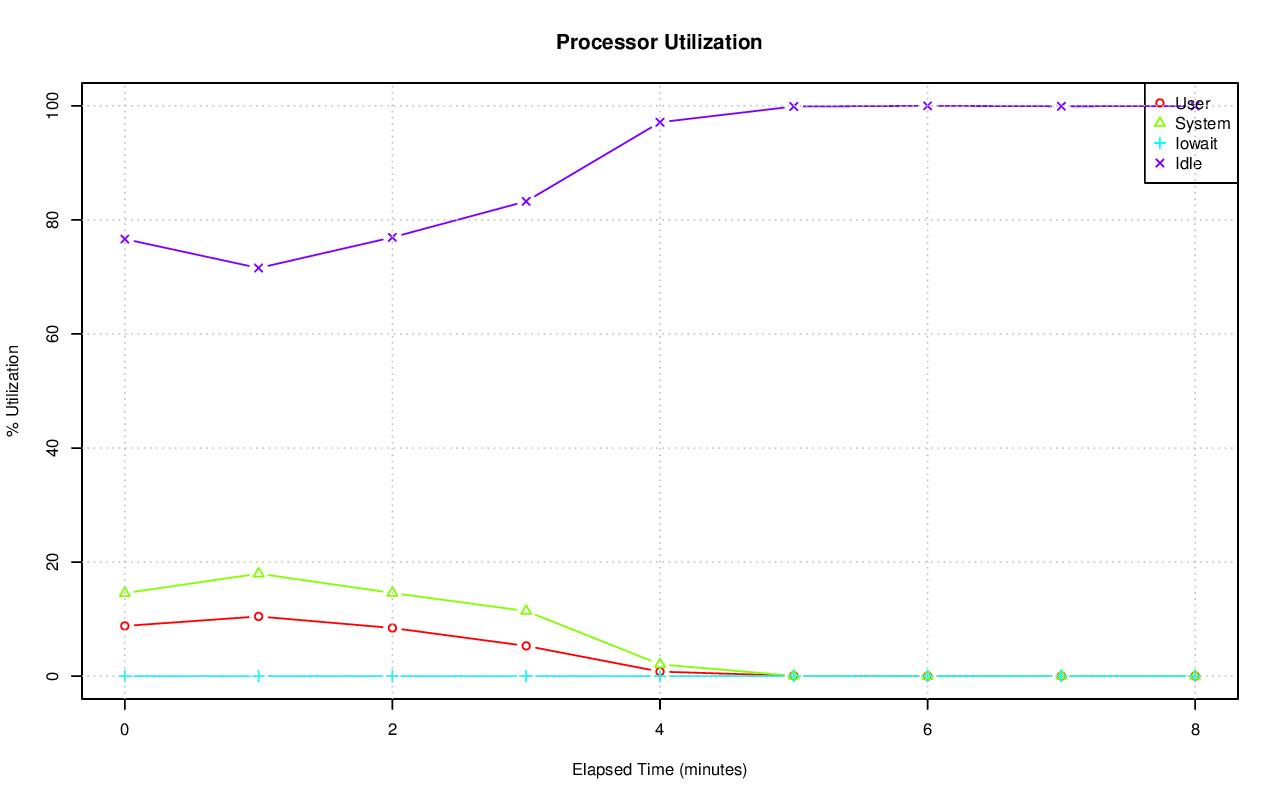 Processor Utilization
% Utilization
100
80
60
40
20
0
User
System
Iowait
Idle
0 2 4 6 8
Elapsed Time (minutes)